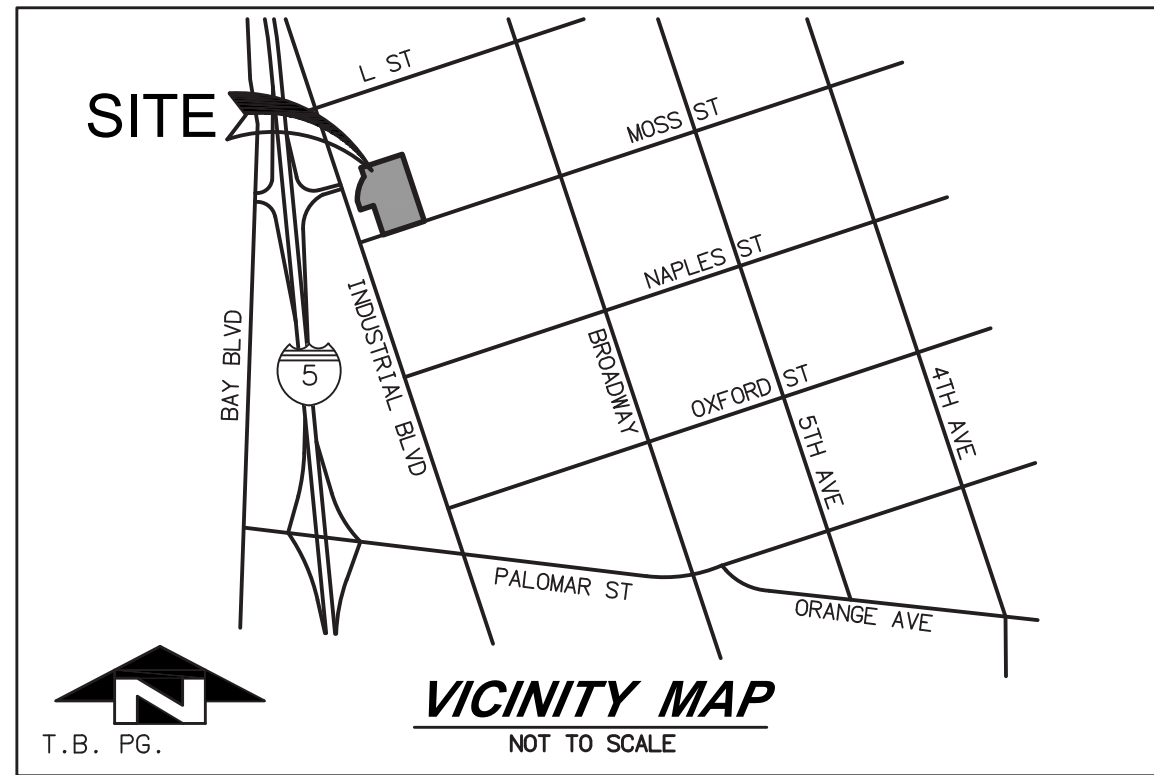 L ST
SITE
MOSS ST
NAPLES ST
INDUSTRIAL BLVD
BAY BLVD
5
BROADWAY
OXFORD ST
4TH AVE
5TH AVE
PALOMAR ST
ORANGE AVE
N
T.B. PG.
VICINITY MAP
NOT TO SCALE